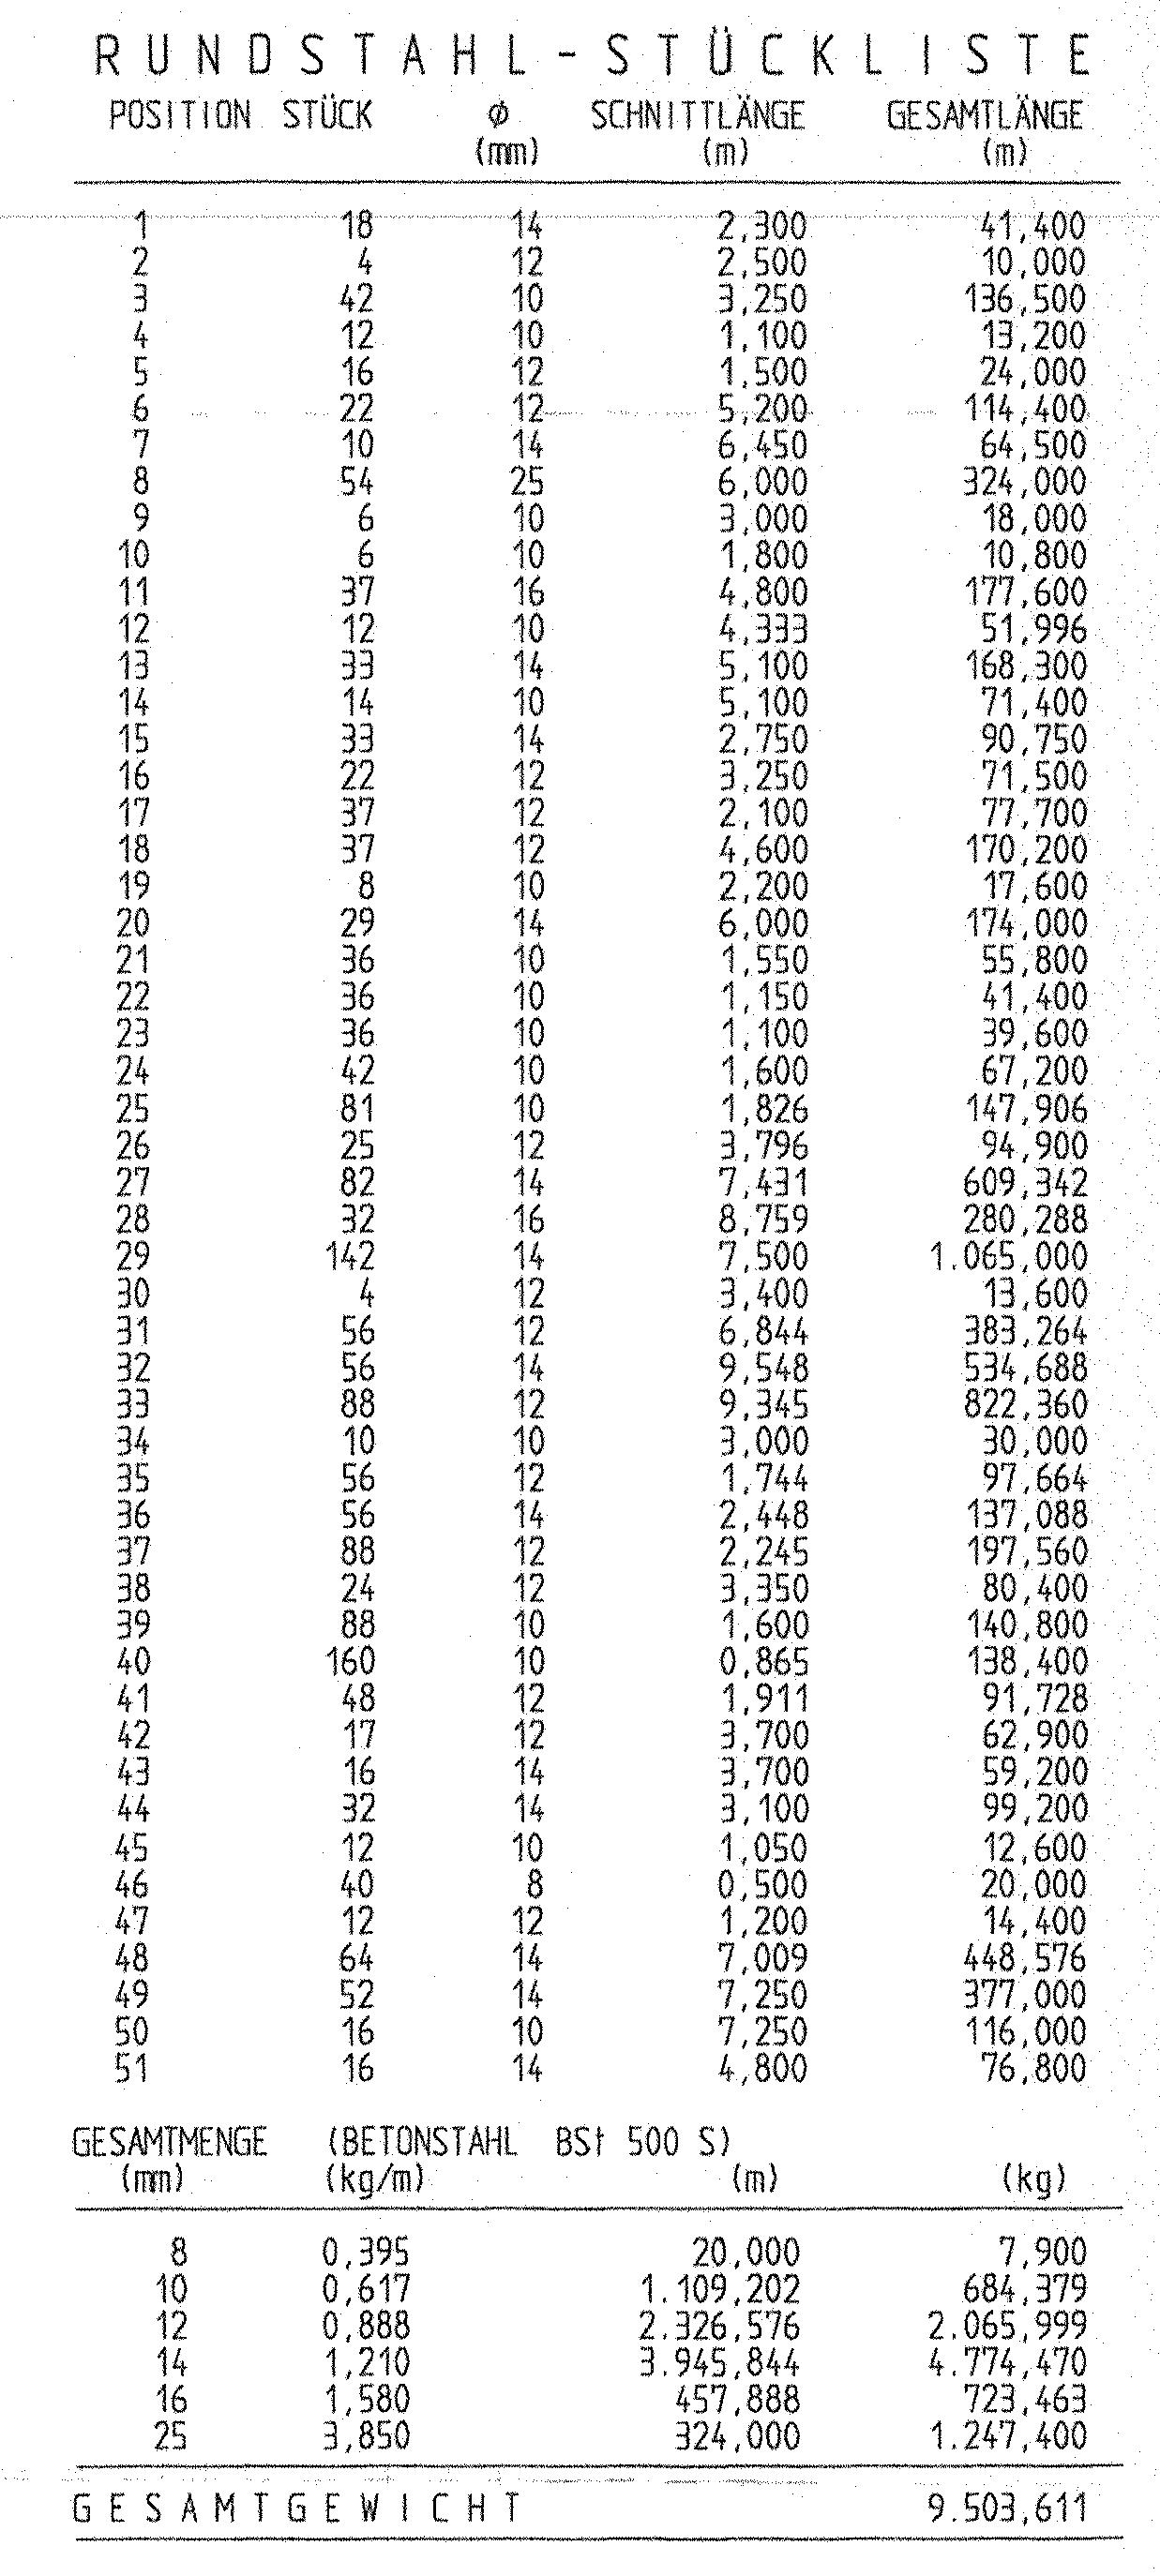 RUNDSTAHL-STÜCKLISTE
POSITION STÜCK ø SCHNITTLÄNGE GESAMTLÄNGE
(mm) (m) (m)
1 18 14 2,300 41,400
2 4 12 2,500 10,000
3 42 10 3,250 136,500
4 12 10 1,100 13,200
5 16 12 1,500 24,000
6 22 12 5,200 114,400
7 10 14 6,450 64,500
8 54 25 6,000 324,000
9 6 10 3,000 18,000
10 6 10 1,800 10,800
11 37 16 4,800 177,600
12 12 10 4,333 51,996
13 33 14 5,100 168,300
14 14 10 5,100 71,400
15 33 14 2,750 90,750
16 22 12 3,250 71,500
17 37 12 2,100 77,700
18 37 12 4,600 170,200
19 8 10 2,200 17,600
20 29 14 6,000 174,000
21 36 10 1,550 55,800
22 36 10 1,150 41,400
23 36 10 1,100 39,600
24 42 10 1,600 67,200
25 81 10 1,826 147,906
26 25 12 3,796 94,900
27 82 14 7,431 609,342
28 32 16 8,759 280,288
29 142 14 7,500 1.065,000
30 4 12 3,400 13,600
31 56 12 6,844 383,264
32 56 14 9,548 534,688
33 88 12 9,345 822,360
34 10 10 3,000 30,000
35 56 12 1,744 97,664
36 56 14 2,448 137,088
37 88 12 2,245 197,560
38 24 12 3,350 80,400
39 88 10 1,600 140,800
40 160 10 0,865 138,400
41 48 12 1,911 91,728
42 17 12 3,700 62,900
43 16 14 3,700 59,200
44 32 14 3,100 99,200
45 12 10 1,050 12,600
46 40 8 0,500 20,000
47 12 12 1,200 14,400
48 64 14 7,009 448,576
49 52 14 7,250 377,000
50 16 10 7,250 116,000
51 16 14 4,800 76,800
GESAMTMENGE (BETONSTAHL BSt 500 S)
(mm) (kg/m) (m) (kg)
8 0,395 20,000 7,900
10 0,617 1.109,202 684,379
12 0,888 2.326,576 2.065,999
14 1,210 3.945,844 4.774,470
16 1,580 457,888 723,463
25 3,850 324,000 1.247,400
GESAMTGEWICHT 9.503,611